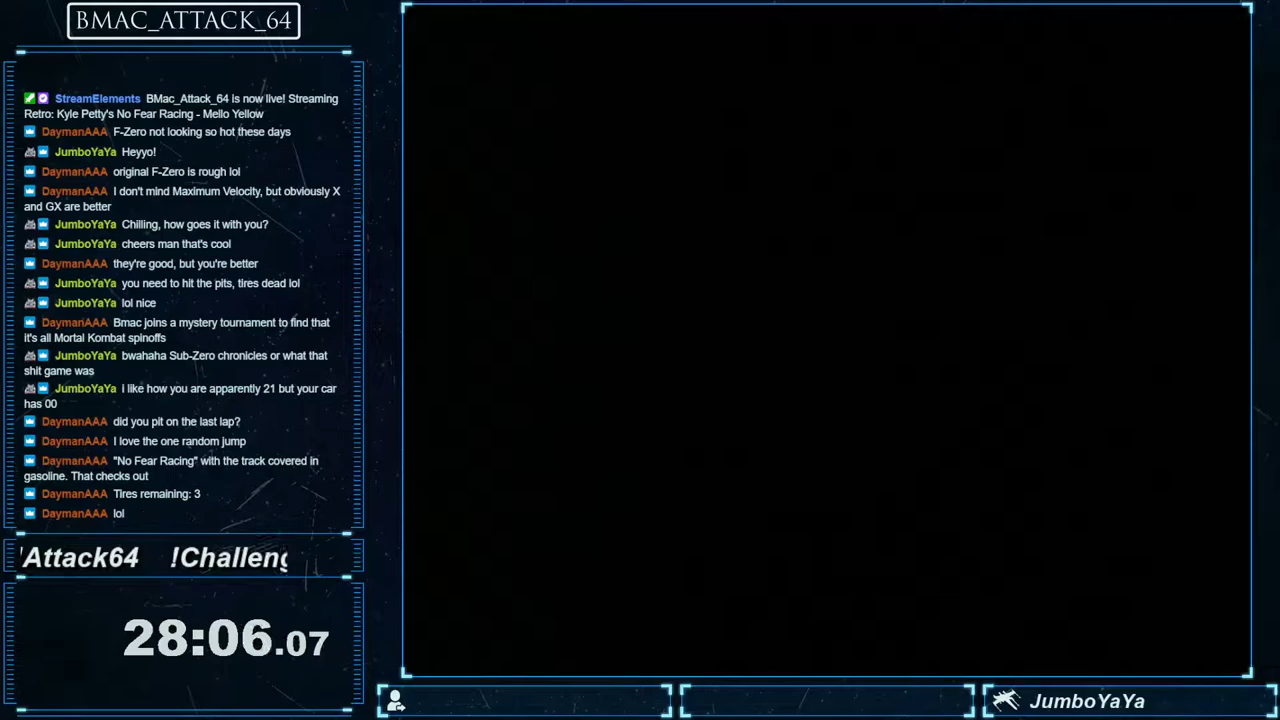 BMAC_ATTACK_64
StreamElements BMac_Attack_64 is now live! Streaming
Retro: Kyle Petty's No Fear Racing - Mello Yellow
DaymanAAA F-Zero not looking so hot these days
JumboYaYa Heyyo!
DaymanAAA original F-Zero is rough lol
DaymanAAA I don't mind Maximum Velocity, but obviously X
and GX are better
JumboYaYa Chilling, how goes it with you?
JumboYaYa cheers man that's cool
DaymanAAA they're good, but you're better
JumboYaYa you need to hit the pits, tires dead lol
JumboYaYa lol nice
DaymanAAA Bmac joins a mystery tournament to find that
it's all Mortal Kombat spinoffs
JumboYaYa bwahaha Sub-Zero chronicles or what that
shit game was
JumboYaYa i like how you are apparently 21 but your car
has 00
DaymanAAA did you pit on the last lap?
DaymanAAA I love the one random jump
DaymanAAA "No Fear Racing" with the track covered in
gasoline. That checks out
DaymanAAA Tires remaining: 3
DaymanAAA lol
!Attack64 !Challeng
28:06.07
JumboYaYa